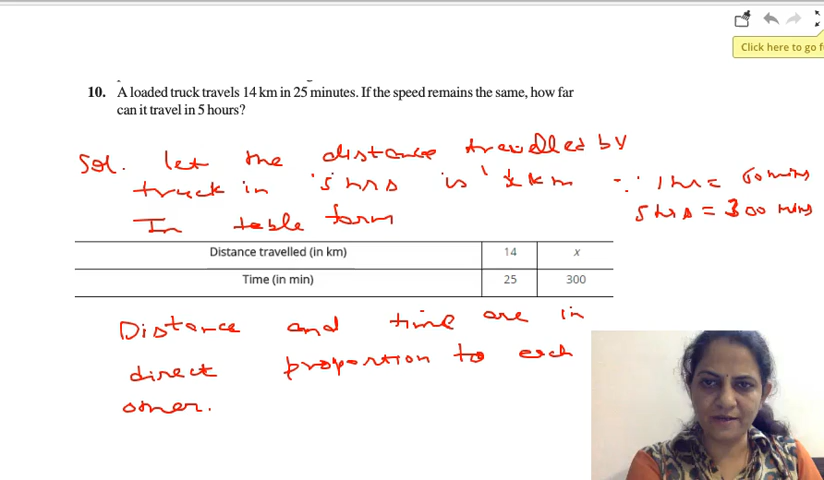 Click here to go f
10. A loaded truck travels 14 km in 25 minutes. If the speed remains the same, how far
can it travel in 5 hours?
Sol. let the distance travelled by
truck in 5 hrs is 'x' km ∵ 1 hr = 60 mins
5 hrs = 300 mins
In table form
Distance travelled (in km) 14 x
Time (in min) 25 300
Distance and time are in
direct proportion to each
other.